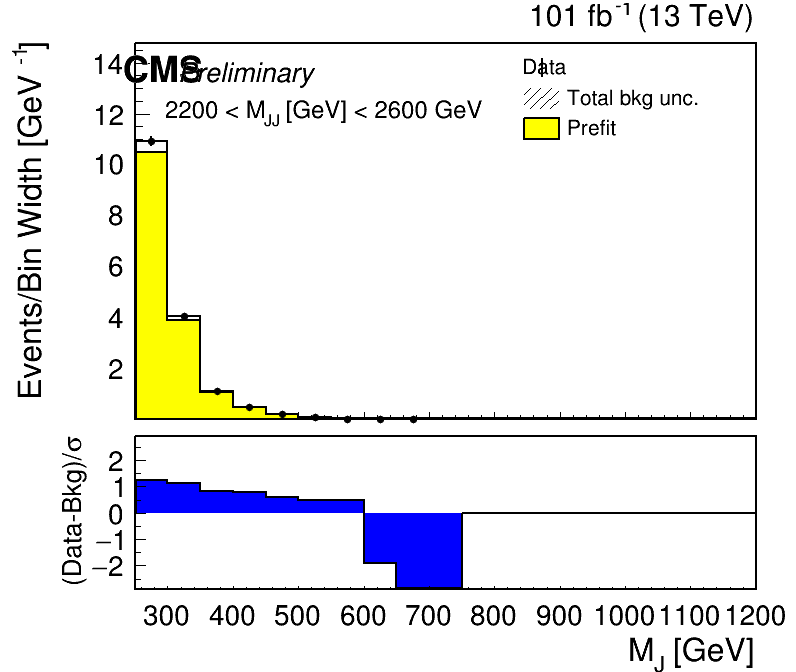 101 fb⁻¹ (13 TeV)
CMS Preliminary
2200 < M_JJ [GeV] < 2600 GeV
Data
Total bkg unc.
Prefit
Events/Bin Width [GeV⁻¹]
14
12
10
8
6
4
2
(Data-Bkg)/σ
2
1
0
−1
−2
300 400 500 600 700 800 900 1000 1100 1200
M_J [GeV]